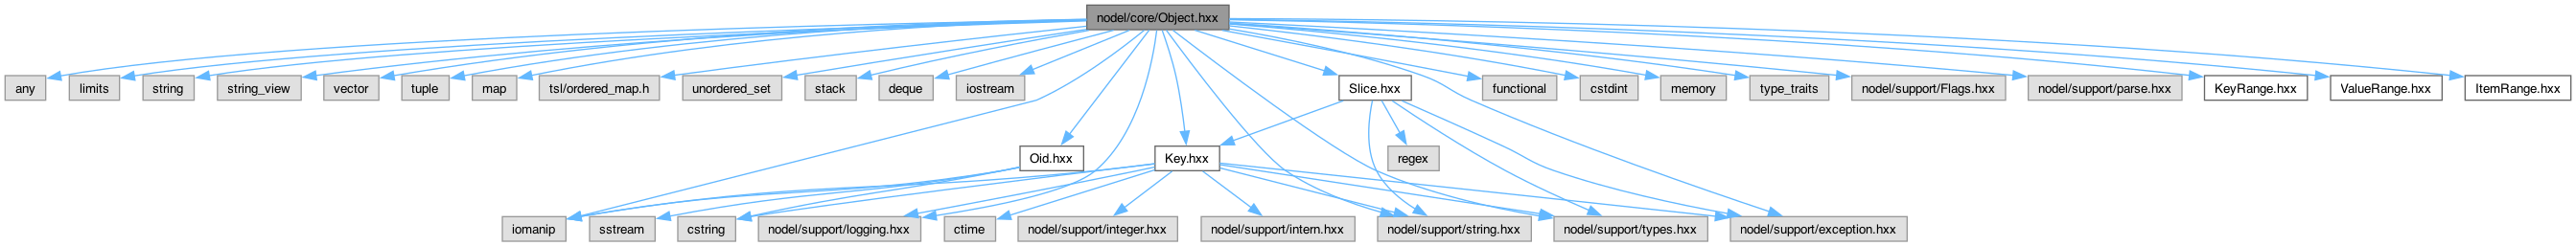 nodel/core/Object.hxx
any
limits
string
string_view
vector
tuple
map
tsl/ordered_map.h
unordered_set
stack
deque
iostream
Slice.hxx
functional
cstdint
memory
type_traits
nodel/support/Flags.hxx
nodel/support/parse.hxx
KeyRange.hxx
ValueRange.hxx
ItemRange.hxx
Oid.hxx
Key.hxx
regex
iomanip
sstream
cstring
nodel/support/logging.hxx
ctime
nodel/support/integer.hxx
nodel/support/intern.hxx
nodel/support/string.hxx
nodel/support/types.hxx
nodel/support/exception.hxx